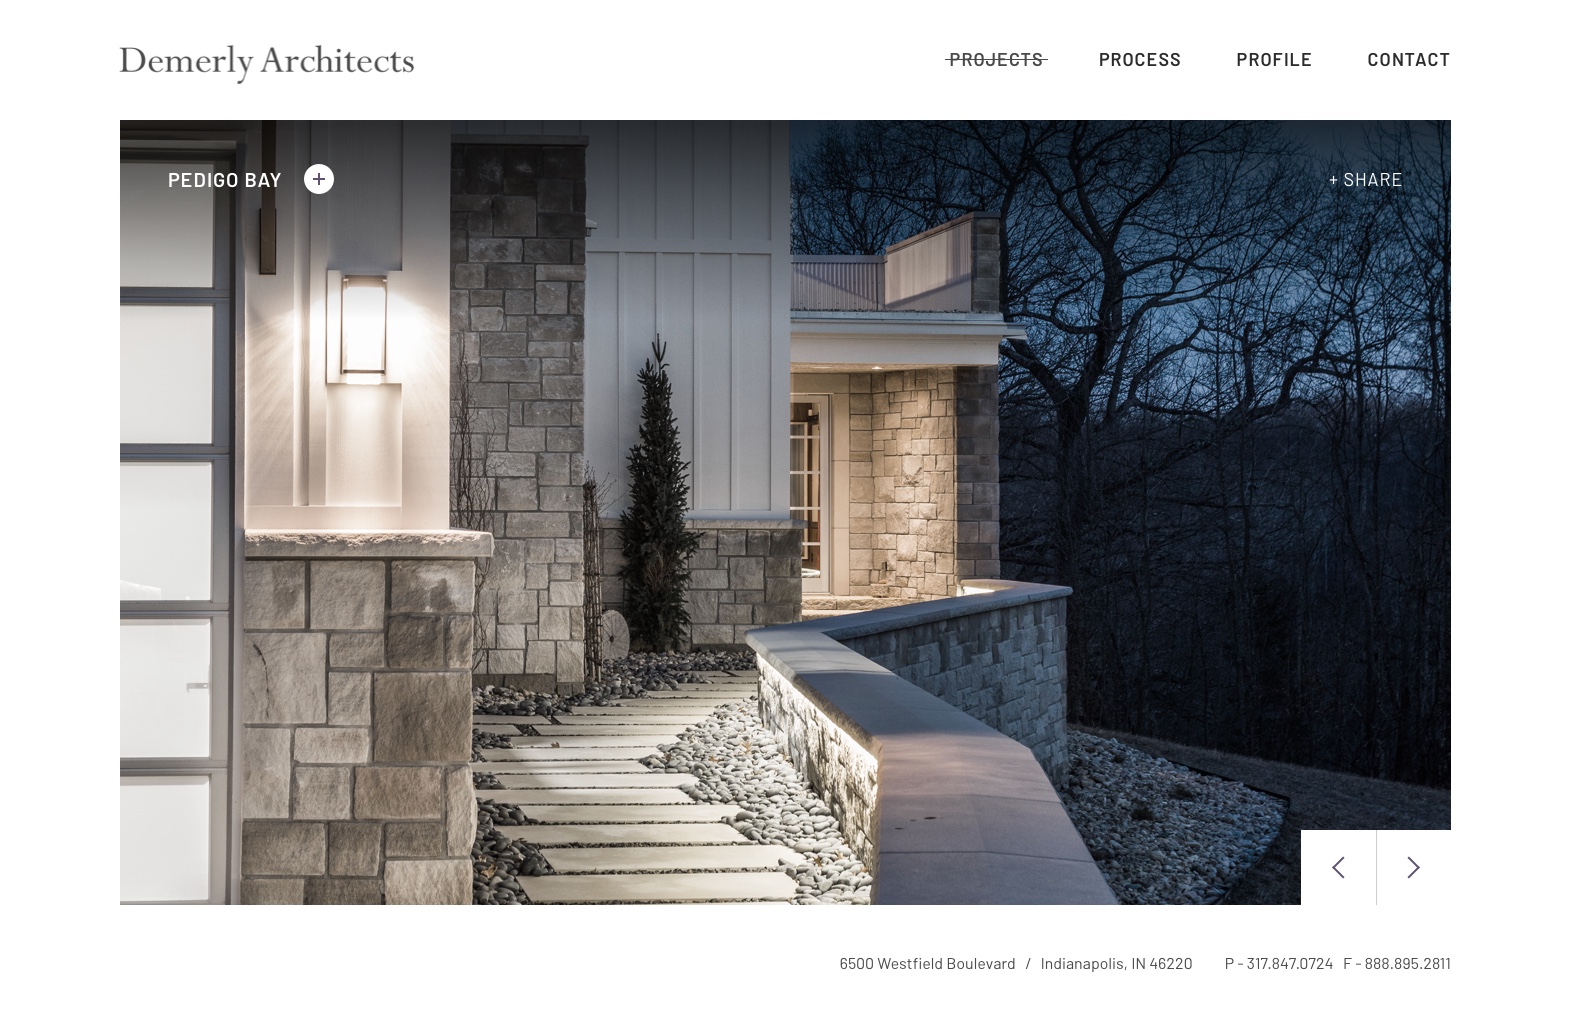 Demerly Architects
PROJECTS PROCESS PROFILE CONTACT
PEDIGO BAY
+ SHARE
6500 Westfield Boulevard / Indianapolis, IN 46220 P - 317.847.0724 F - 888.895.2811